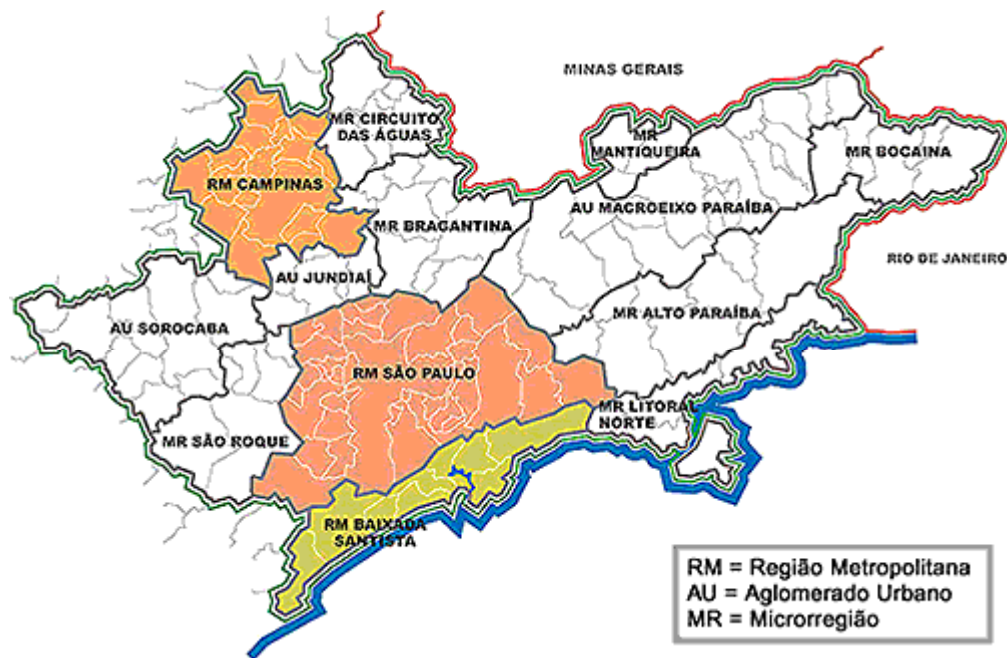 MINAS GERAIS
MR CIRCUITO
DAS ÁGUAS
MR
MANTIQUEIRA
MR BOCAINA
RM CAMPINAS
AU MACROEIXO PARAÍBA
MR BRAGANTINA
RIO DE JANEIRO
AU JUNDIAÍ
MR ALTO PARAÍBA
AU SOROCABA
RM SÃO PAULO
MR LITORAL
NORTE
MR SÃO ROQUE
RM BAIXADA
SANTISTA
RM = Região Metropolitana
AU = Aglomerado Urbano
MR = Microrregião